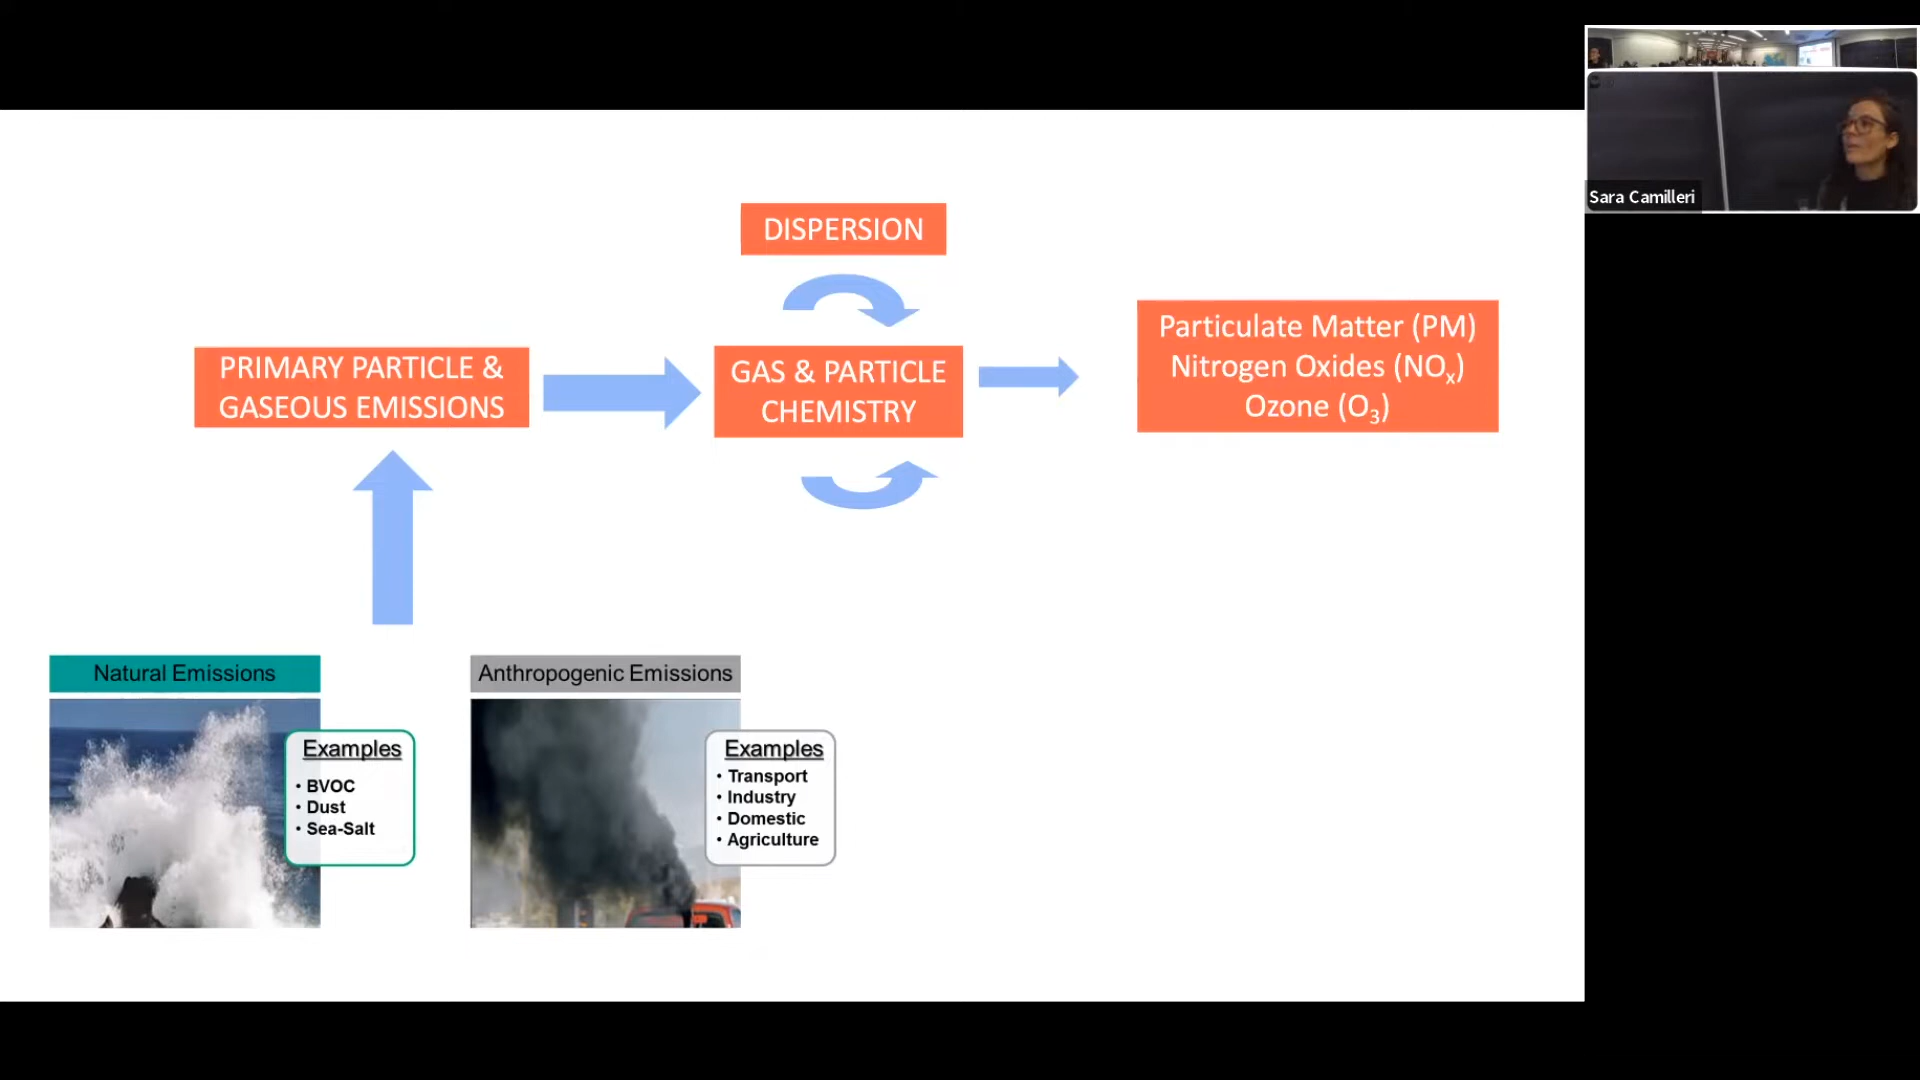 DISPERSION
PRIMARY PARTICLE &
GASEOUS EMISSIONS
GAS & PARTICLE
CHEMISTRY
Particulate Matter (PM)
Nitrogen Oxides (NOx)
Ozone (O3)
Natural Emissions
Examples
• BVOC
• Dust
• Sea-Salt
Anthropogenic Emissions
Examples
• Transport
• Industry
• Domestic
• Agriculture
Sara Camilleri